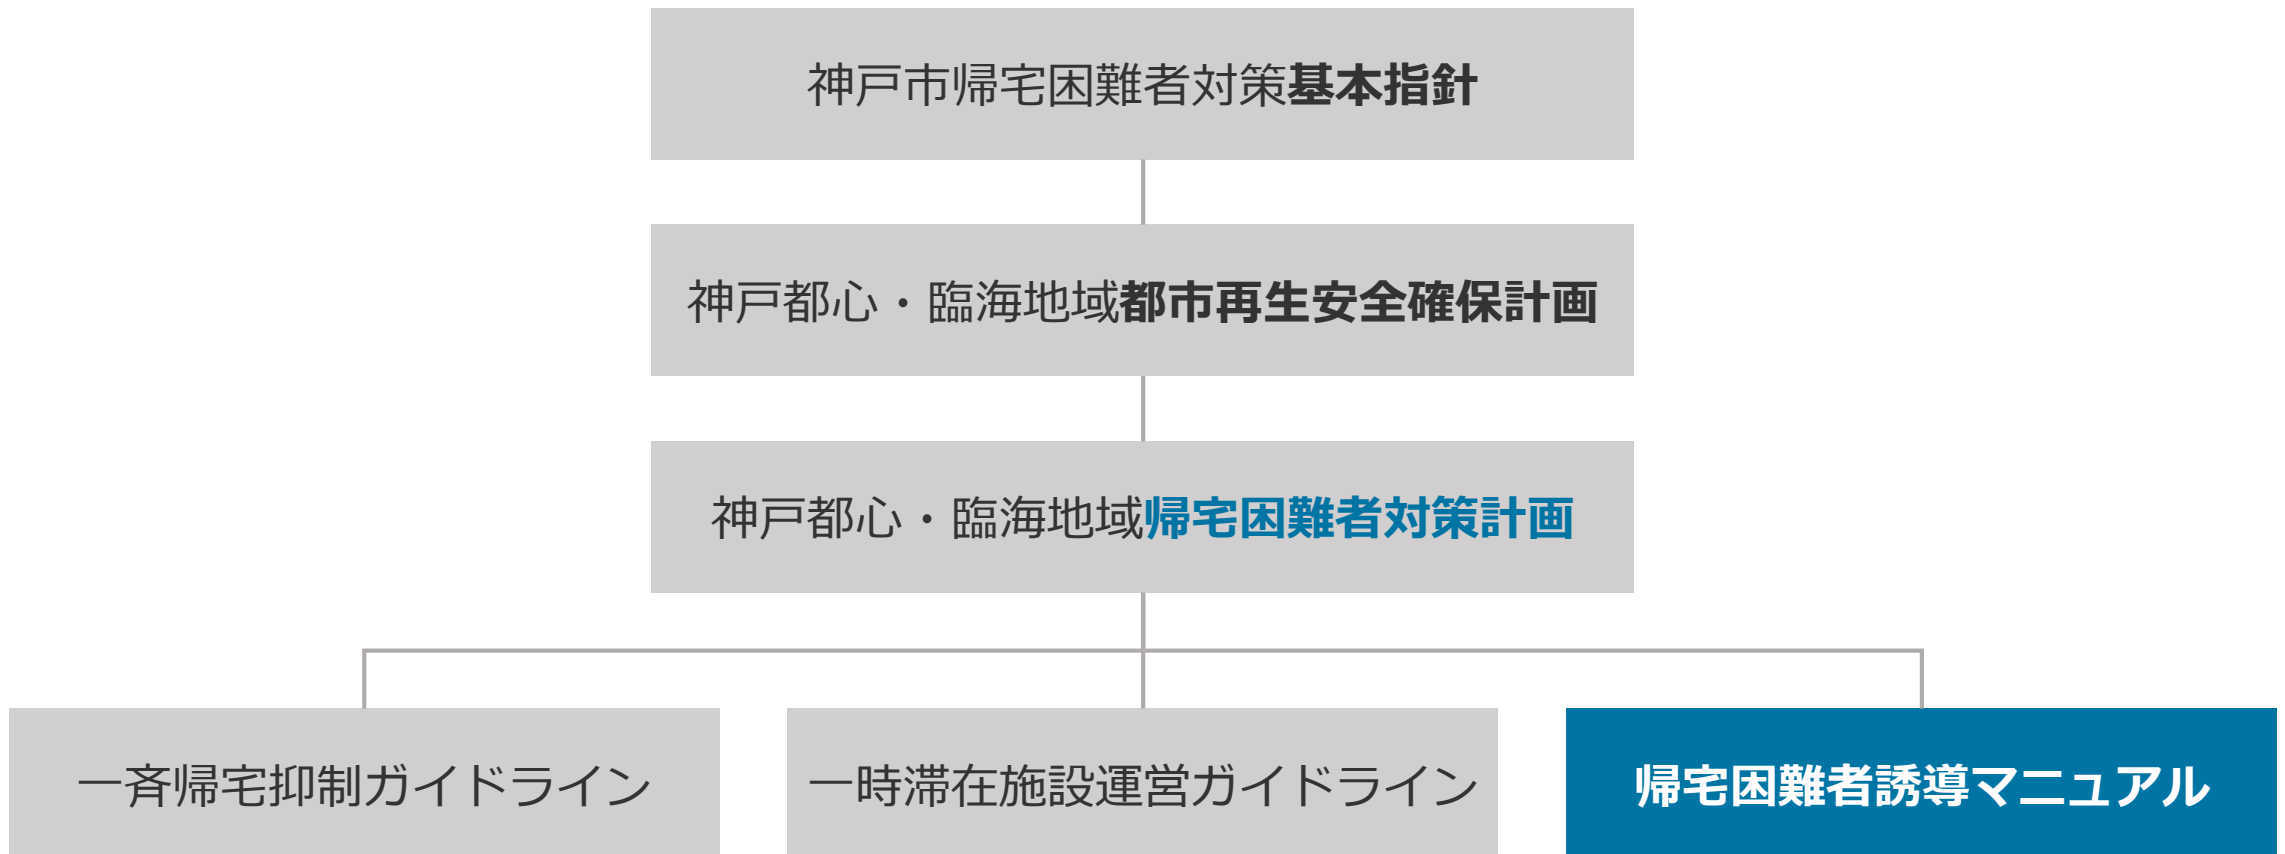 神戸市帰宅困難者対策基本指針
神戸都心・臨海地域都市再生安全確保計画
神戸都心・臨海地域帰宅困難者対策計画
一斉帰宅抑制ガイドライン
一時滞在施設運営ガイドライン
帰宅困難者誘導マニュアル